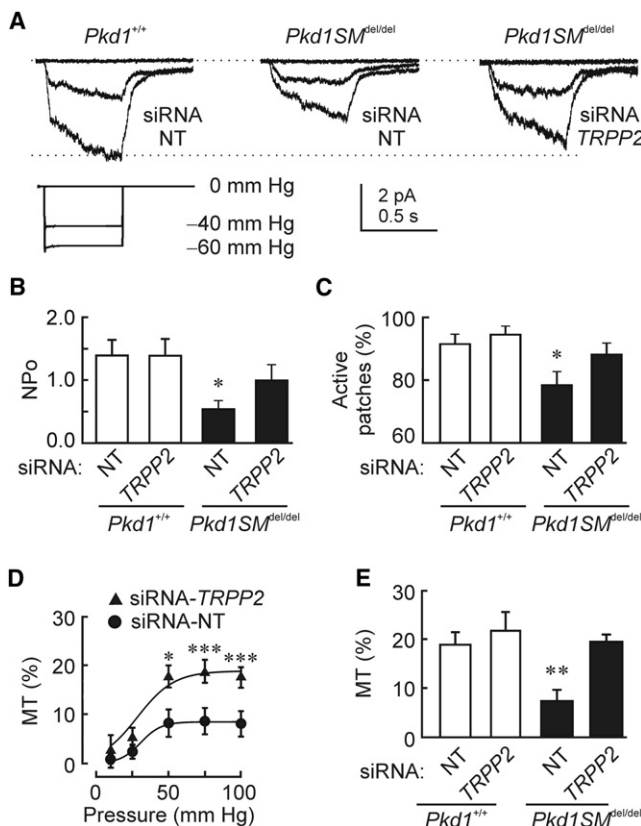 A
Pkd1+/+
Pkd1SMdel/del
Pkd1SMdel/del
siRNA
NT
siRNA
NT
siRNA
TRPP2
0 mm Hg
–40 mm Hg
–60 mm Hg
2 pA
0.5 s
B
NPo
2.0
1.0
0.0
*
siRNA:
NT
TRPP2
NT
TRPP2
Pkd1+/+
Pkd1SMdel/del
C
Active
patches (%)
100
80
60
*
siRNA:
NT
TRPP2
NT
TRPP2
Pkd1+/+
Pkd1SMdel/del
D
siRNA-TRPP2
siRNA-NT
MT (%)
30
20
10
0
* *** ***
0 50 100
Pressure (mm Hg)
E
MT (%)
30
20
10
0
**
siRNA:
NT
TRPP2
NT
TRPP2
Pkd1+/+
Pkd1SMdel/del